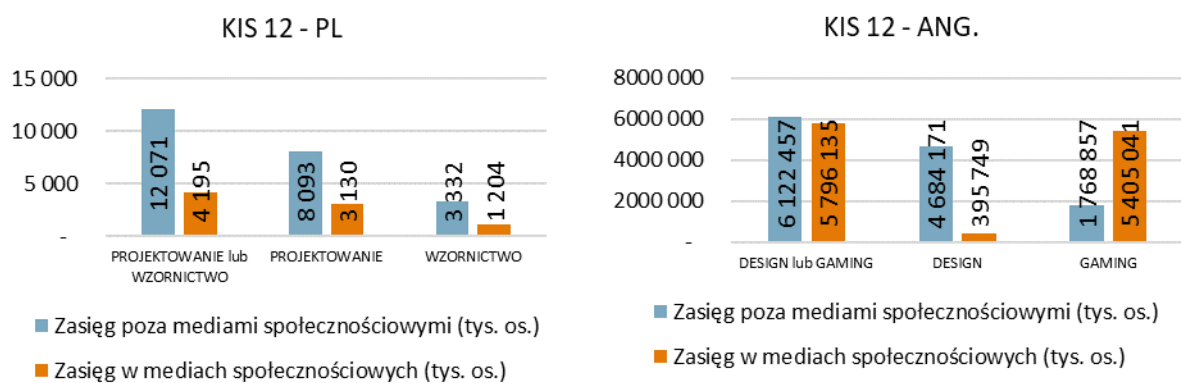 KIS 12 - PL
15 000
10 000
5 000
-
12 071
4 195
8 093
3 130
3 332
1 204
PROJEKTOWANIE lub
WZORNICTWO
PROJEKTOWANIE
WZORNICTWO
Zasięg poza mediami społecznościowymi (tys. os.)
Zasięg w mediach społecznościowych (tys. os.)
KIS 12 - ANG.
8000 000
6000 000
4000 000
2000 000
-
6 122 457
5 796 135
4 684 171
395 749
1 768 857
5 405 041
DESIGN lub GAMING
DESIGN
GAMING
Zasięg poza mediami społecznościowymi (tys. os.)
Zasięg w mediach społecznościowych (tys. os.)